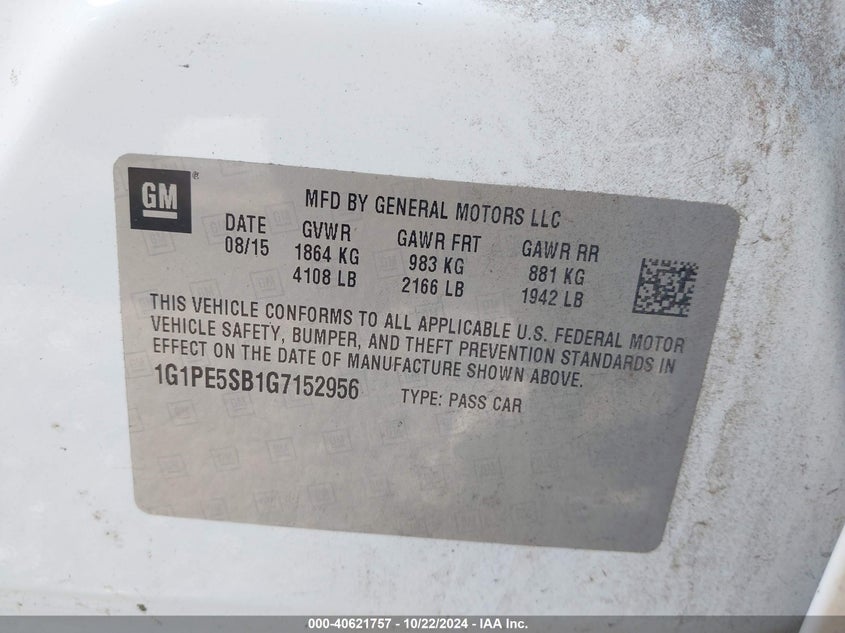 GM®
MFD BY GENERAL MOTORS LLC
DATE GVWR GAWR FRT GAWR RR
08/15 1864 KG 983 KG 881 KG
4108 LB 2166 LB 1942 LB
THIS VEHICLE CONFORMS TO ALL APPLICABLE U.S. FEDERAL MOTOR
VEHICLE SAFETY, BUMPER, AND THEFT PREVENTION STANDARDS IN
EFFECT ON THE DATE OF MANUFACTURE SHOWN ABOVE.
1G1PE5SB1G7152956 TYPE: PASS CAR
000-40621757 - 10/22/2024 - IAA Inc.